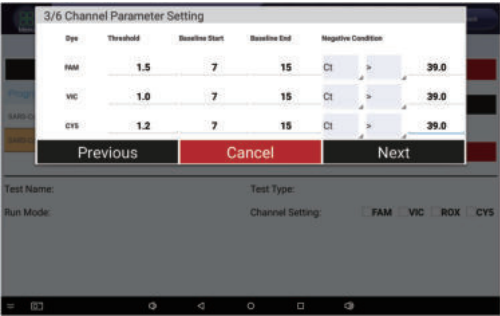 3/6 Channel Parameter Setting
Dye Threshold Baseline Start Baseline End Negative Condition
FAM 1.5 7 15 Ct > 39.0
VIC 1.0 7 15 Ct > 39.0
CY5 1.2 7 15 Ct > 39.0
Previous Cancel Next
Test Name: Test Type:
Run Mode: Channel Setting: FAM VIC ROX CY5